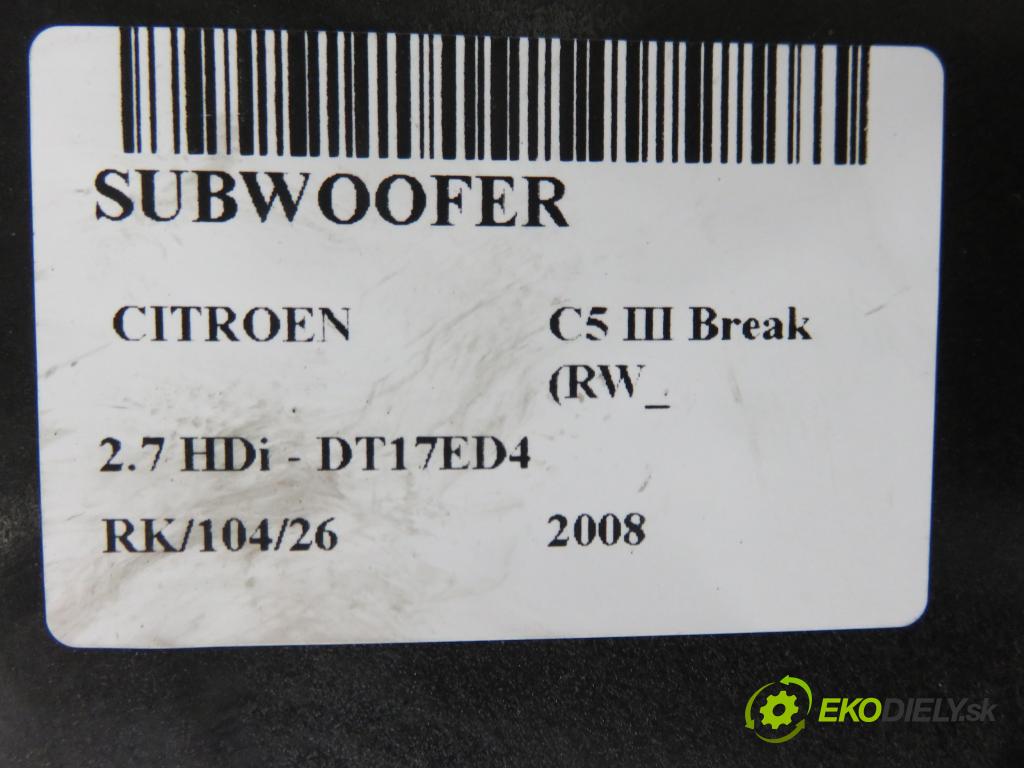 SUBWOOFER
CITROEN C5 III Break
(RW_
2.7 HDi - DT17ED4
RK/104/26 2008
EKODIELY.sk